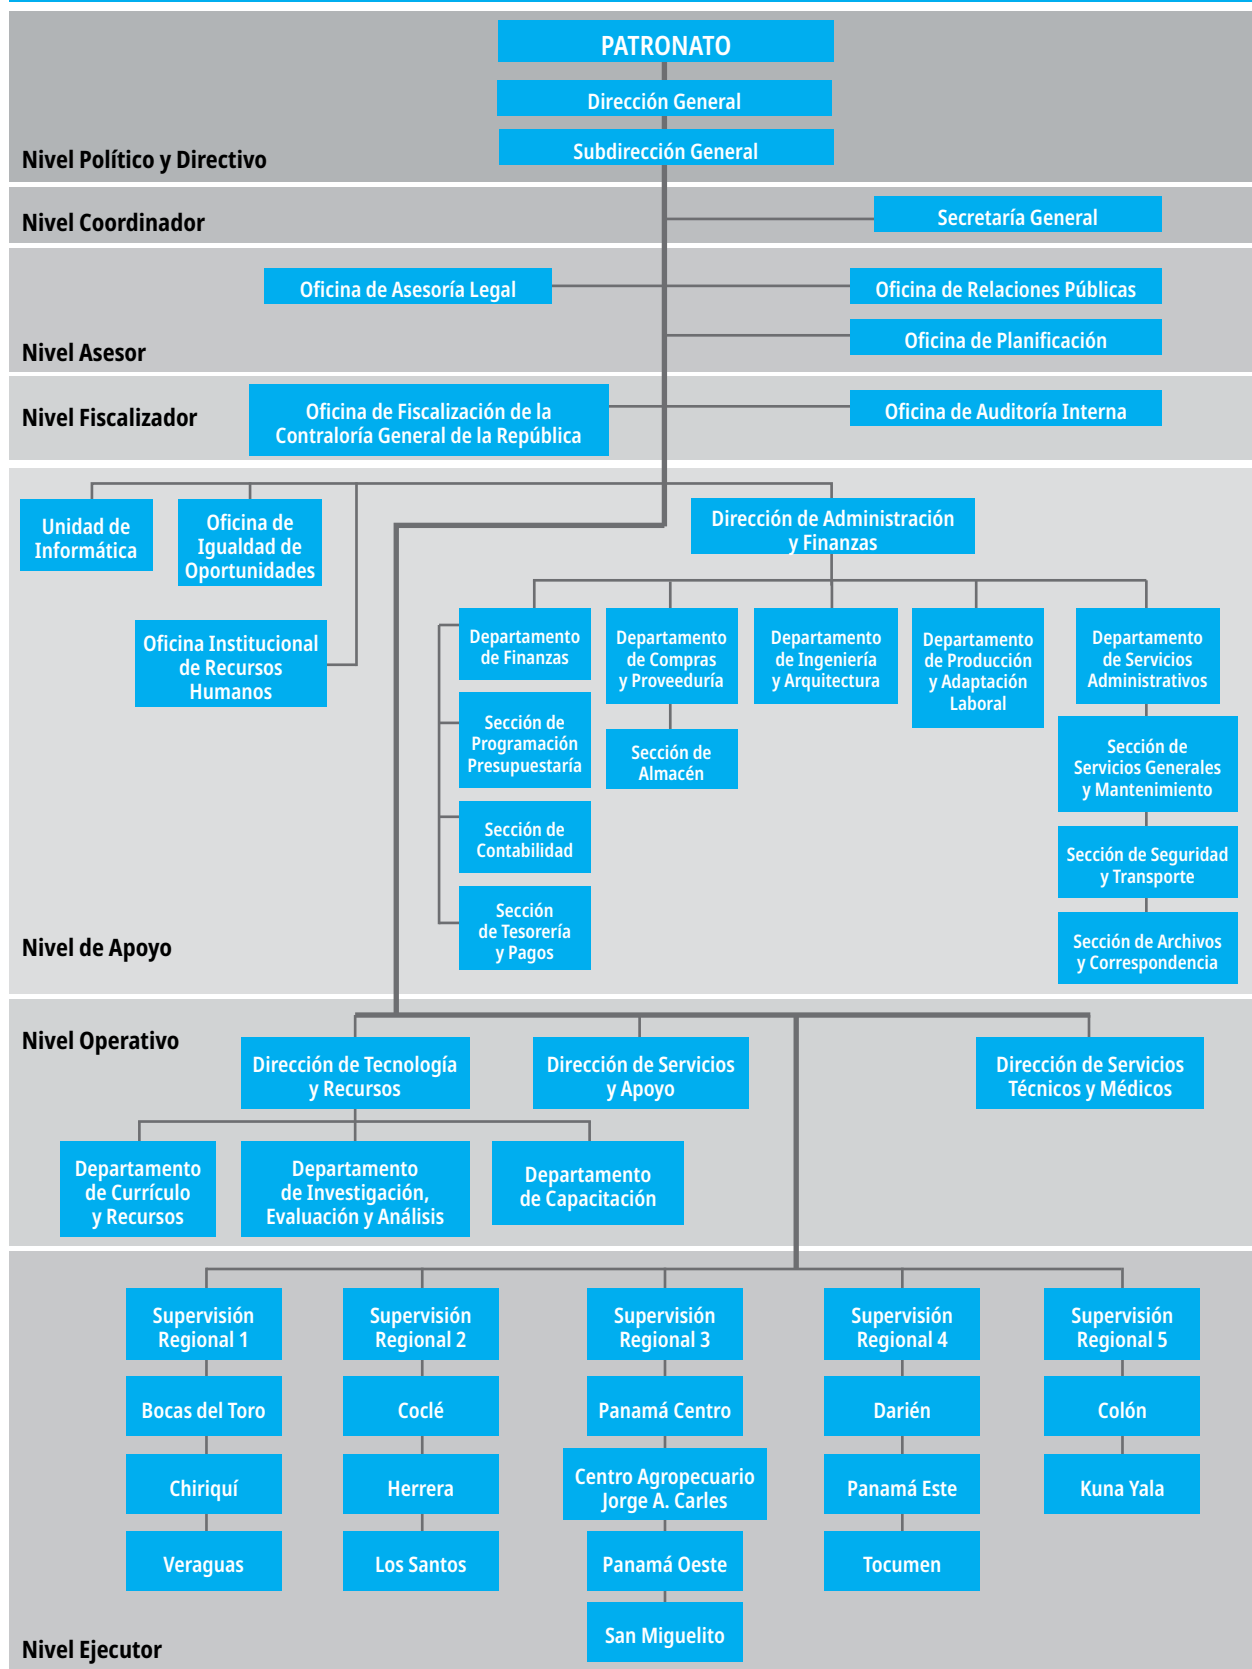 PATRONATO
Dirección General
Subdirección General
Nivel Político y Directivo
Secretaría General
Nivel Coordinador
Oficina de Asesoría Legal
Oficina de Relaciones Públicas
Oficina de Planificación
Nivel Asesor
Nivel Fiscalizador
Oficina de Fiscalización de la
Contraloría General de la República
Oficina de Auditoría Interna
Unidad de
Informática
Oficina de
Igualdad de
Oportunidades
Dirección de Administración
y Finanzas
Oficina Institucional
de Recursos
Humanos
Departamento
de Finanzas
Departamento
de Compras
y Proveeduría
Departamento
de Ingeniería
y Arquitectura
Departamento
de Producción
y Adaptación
Laboral
Departamento
de Servicios
Administrativos
Sección de
Programación
Presupuestaría
Sección de
Almacén
Sección de
Servicios Generales
y Mantenimiento
Sección de
Contabilidad
Sección de Seguridad
y Transporte
Sección
de Tesorería
y Pagos
Sección de Archivos
y Correspondencia
Nivel de Apoyo
Nivel Operativo
Dirección de Tecnología
y Recursos
Dirección de Servicios
y Apoyo
Dirección de Servicios
Técnicos y Médicos
Departamento
de Currículo
y Recursos
Departamento
de Investigación,
Evaluación y Análisis
Departamento
de Capacitación
Supervisión
Regional 1
Supervisión
Regional 2
Supervisión
Regional 3
Supervisión
Regional 4
Supervisión
Regional 5
Bocas del Toro
Coclé
Panamá Centro
Darién
Colón
Chiriquí
Herrera
Centro Agropecuario
Jorge A. Carles
Panamá Este
Kuna Yala
Veraguas
Los Santos
Panamá Oeste
Tocumen
San Miguelito
Nivel Ejecutor